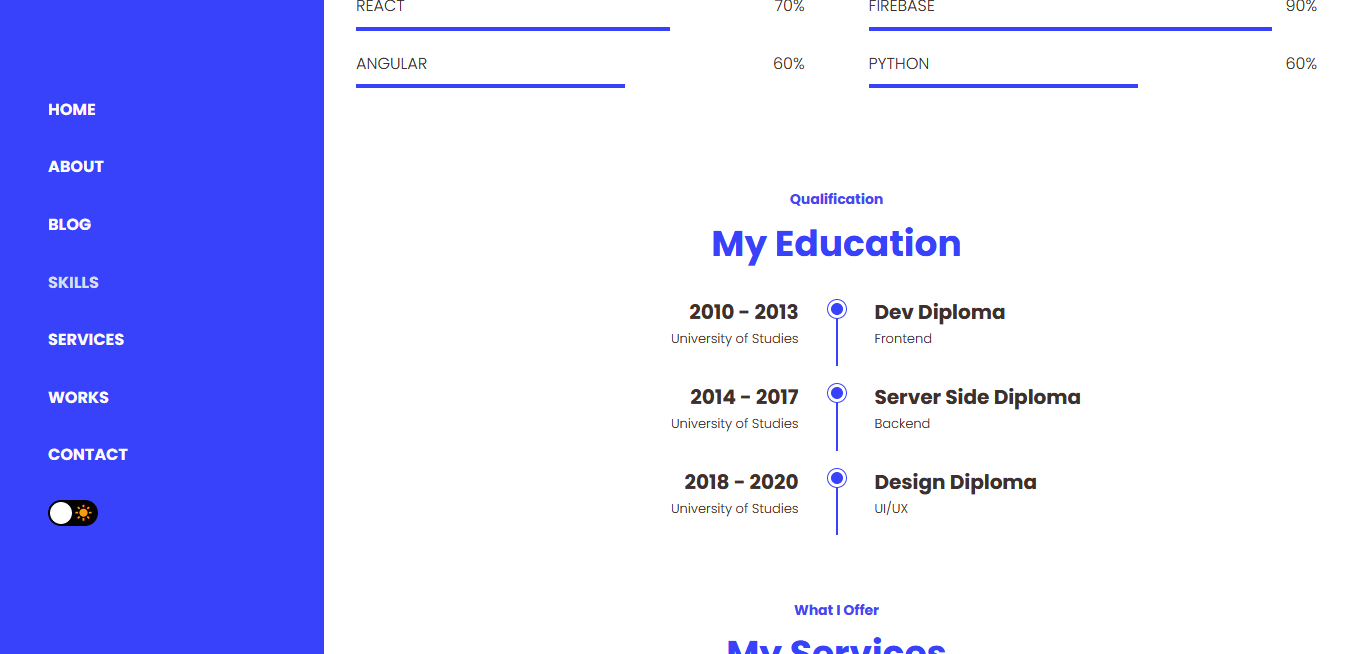 HOME
ABOUT
BLOG
SKILLS
SERVICES
WORKS
CONTACT
REACT 70%
FIREBASE 90%
ANGULAR 60%
PYTHON 60%
Qualification
My Education
2010 - 2013
University of Studies
Dev Diploma
Frontend
2014 - 2017
University of Studies
Server Side Diploma
Backend
2018 - 2020
University of Studies
Design Diploma
UI/UX
What I Offer
My Services